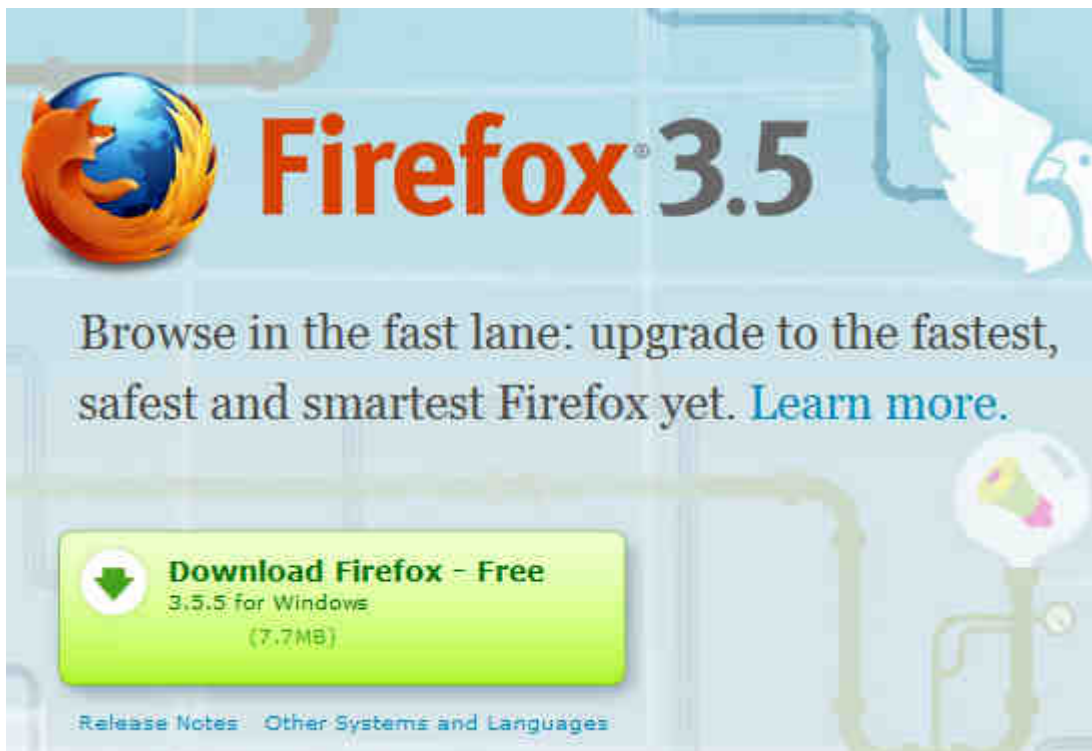 Firefox® 3.5
Browse in the fast lane: upgrade to the fastest,
safest and smartest Firefox yet. Learn more.
Download Firefox - Free
3.5.5 for Windows
(7.7MB)
Release Notes Other Systems and Languages